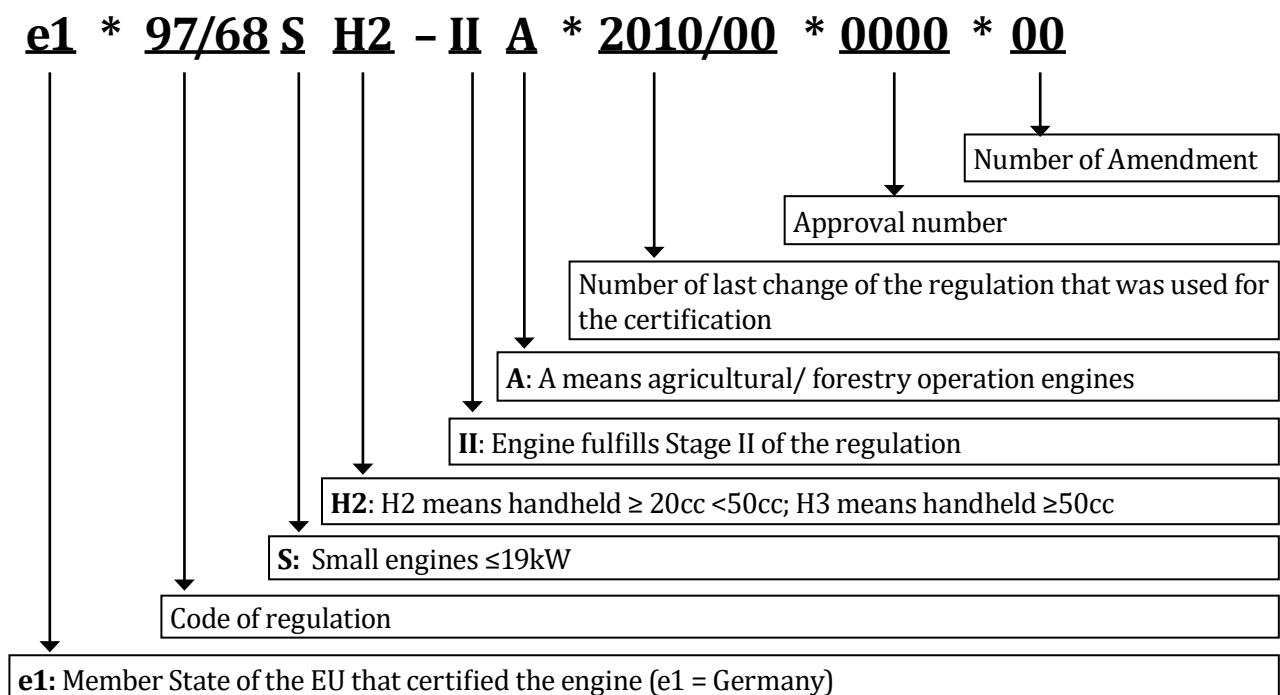 e1 * 97/68 S H2 – II A * 2010/00 * 0000 * 00
Number of Amendment
Approval number
Number of last change of the regulation that was used for
the certification
A: A means agricultural/ forestry operation engines
II: Engine fulfills Stage II of the regulation
H2: H2 means handheld ≥ 20cc <50cc; H3 means handheld ≥50cc
S: Small engines ≤19kW
Code of regulation
e1: Member State of the EU that certified the engine (e1 = Germany)